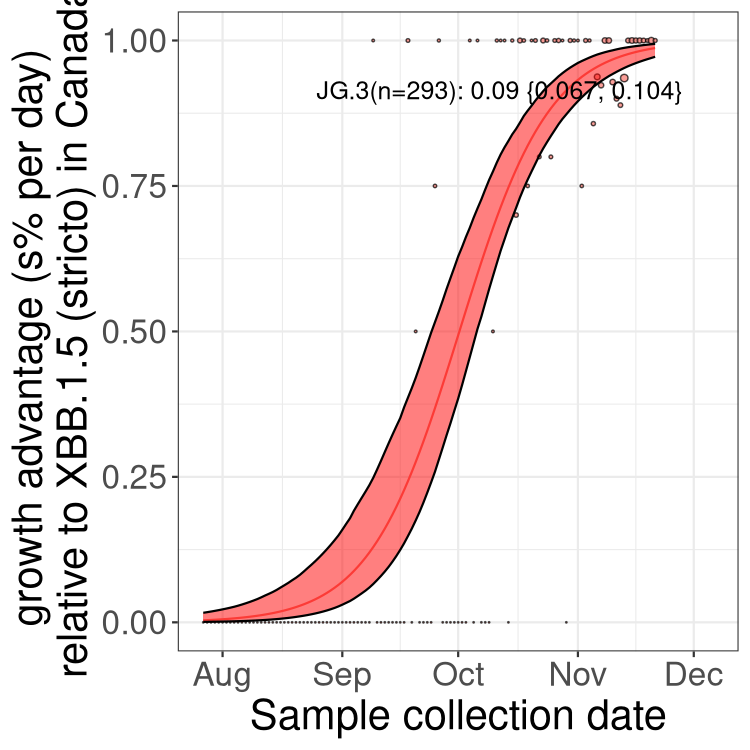 growth advantage (s% per day)
relative to XBB.1.5 (stricto) in Canada
1.00
0.75
0.50
0.25
0.00
JG.3(n=293): 0.09 {0.067, 0.104}
Aug Sep Oct Nov Dec
Sample collection date